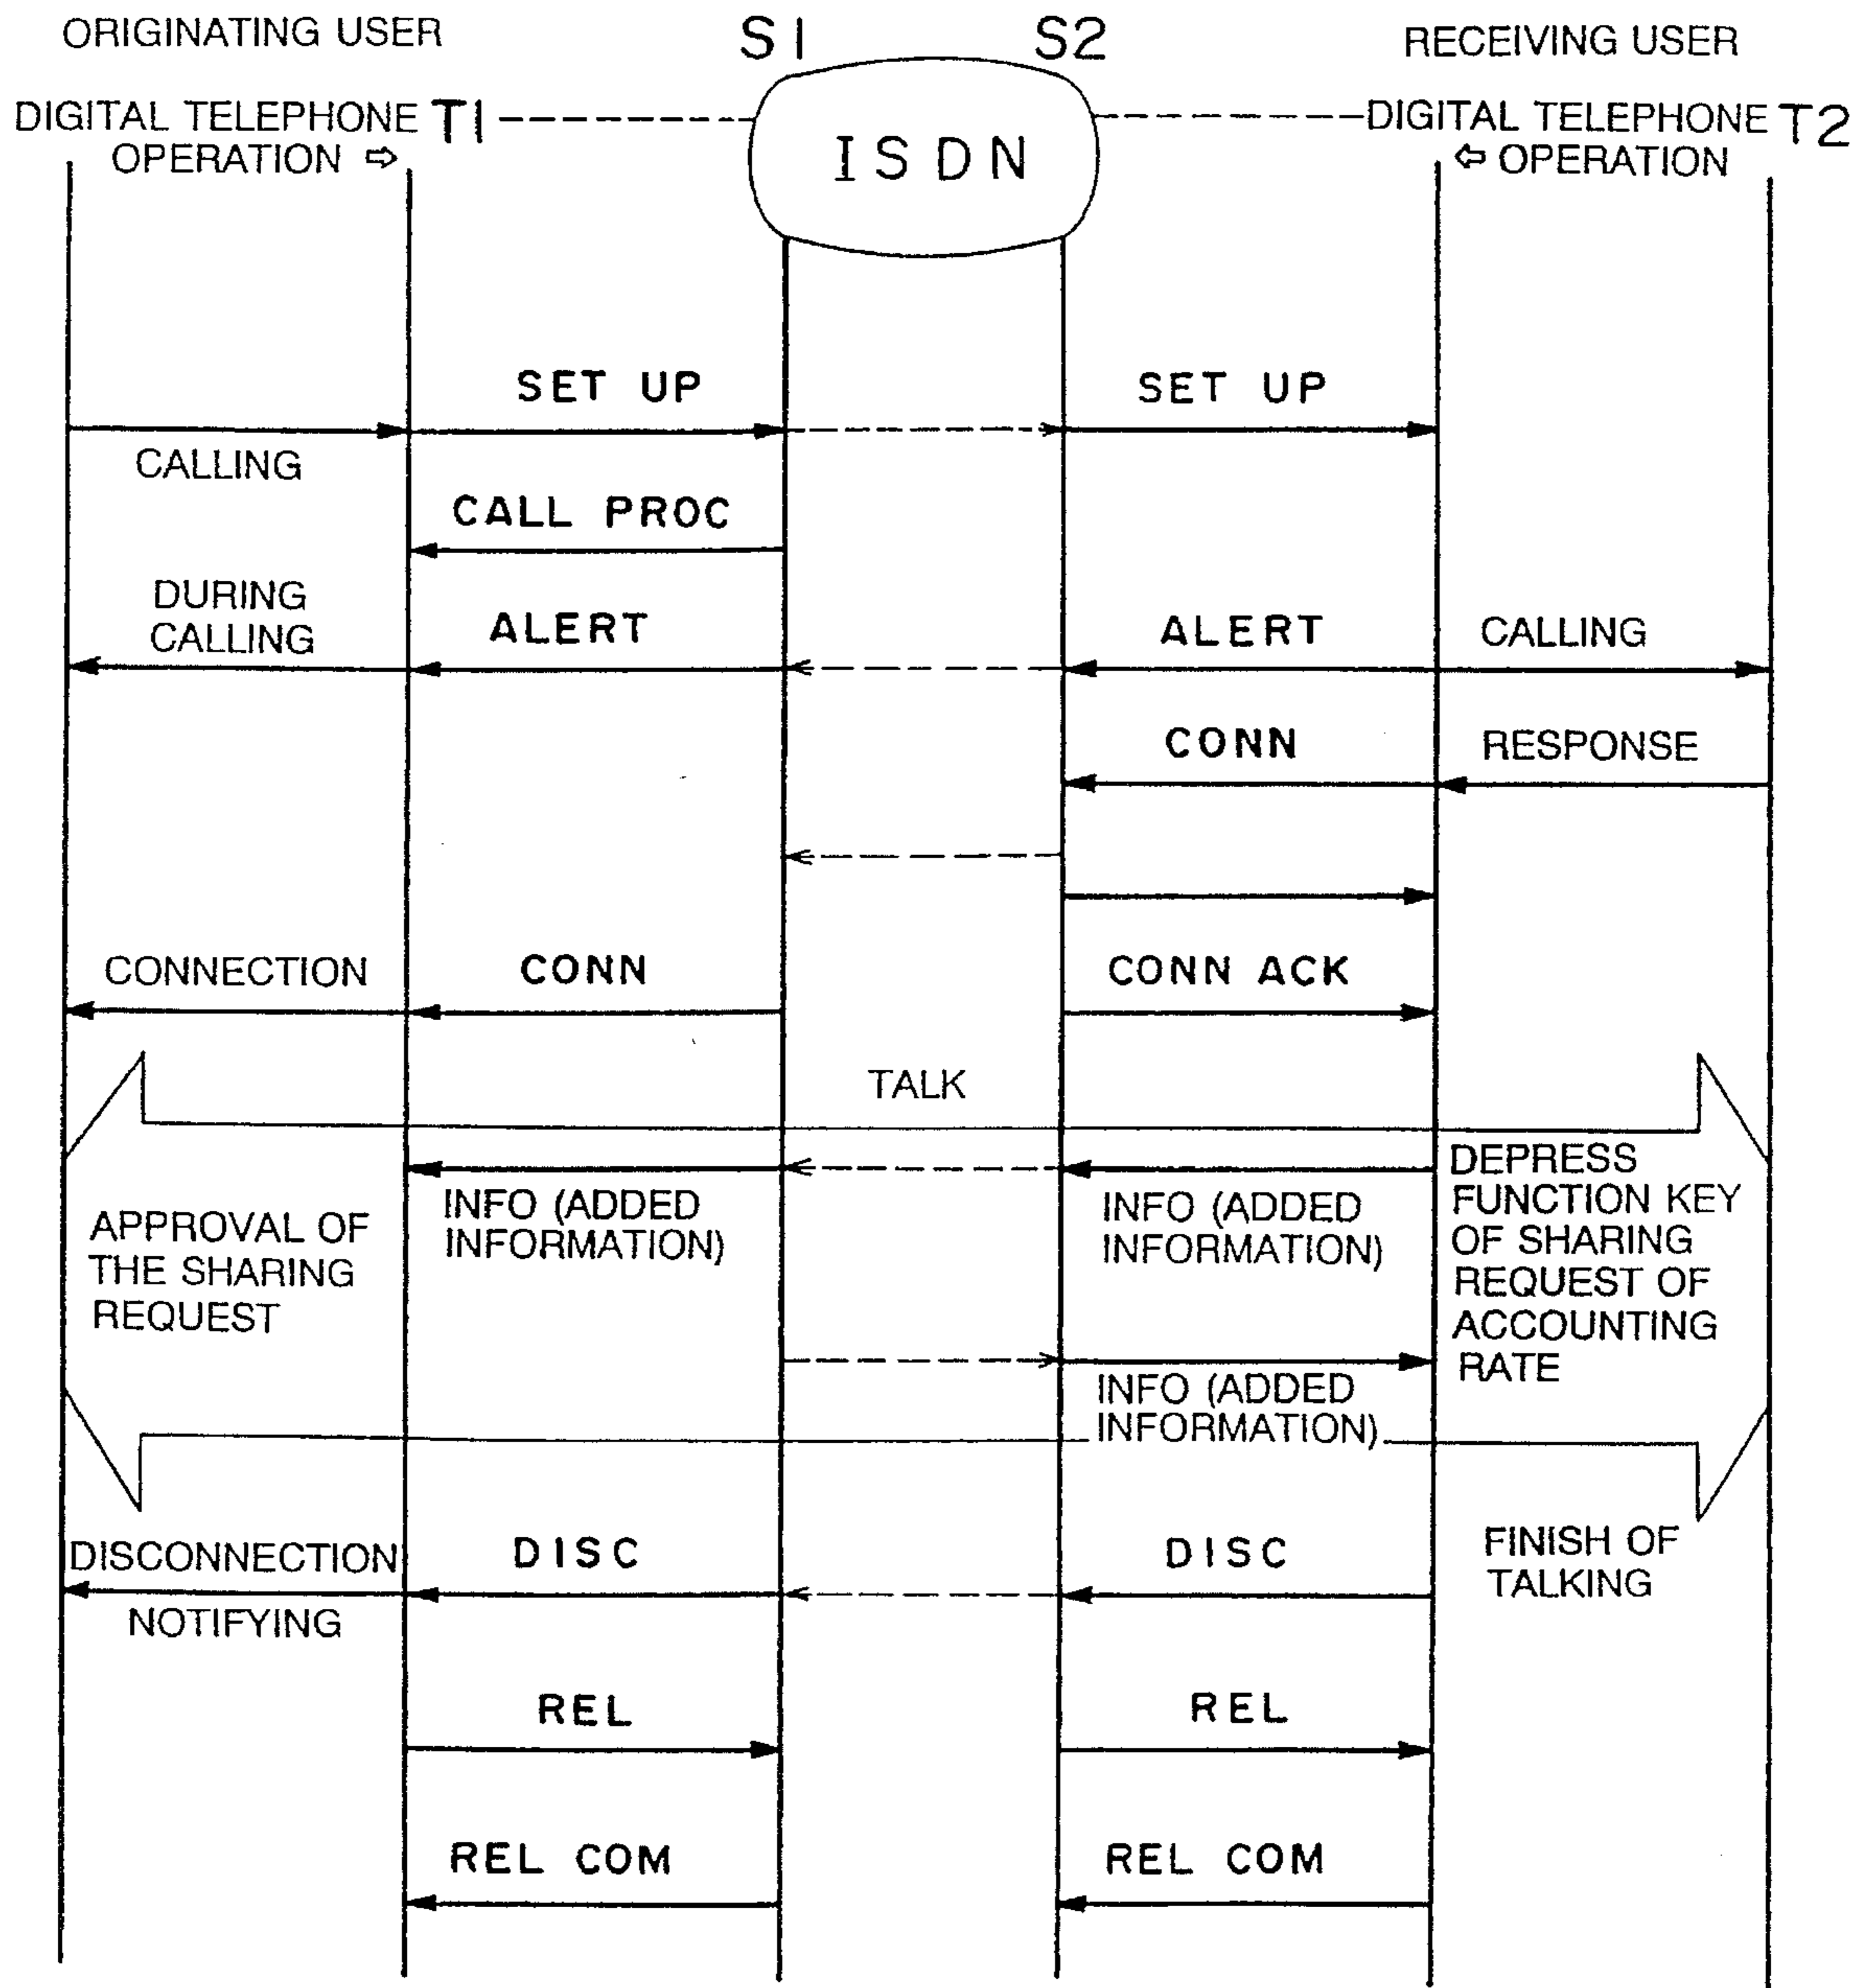 ORIGINATING USER
S1
S2
RECEIVING USER
DIGITAL TELEPHONE T1
OPERATION ⇨
ISDN
DIGITAL TELEPHONE T2
⇦ OPERATION
SET UP
SET UP
CALLING
CALL PROC
DURING
CALLING
ALERT
ALERT
CALLING
CONN
RESPONSE
CONNECTION
CONN
CONN ACK
TALK
INFO (ADDED
INFORMATION)
INFO (ADDED
INFORMATION)
DEPRESS
FUNCTION KEY
OF SHARING
REQUEST OF
ACCOUNTING
RATE
APPROVAL OF
THE SHARING
REQUEST
INFO (ADDED
INFORMATION)
DISCONNECTION
NOTIFYING
DISC
DISC
FINISH OF
TALKING
REL
REL
REL COM
REL COM